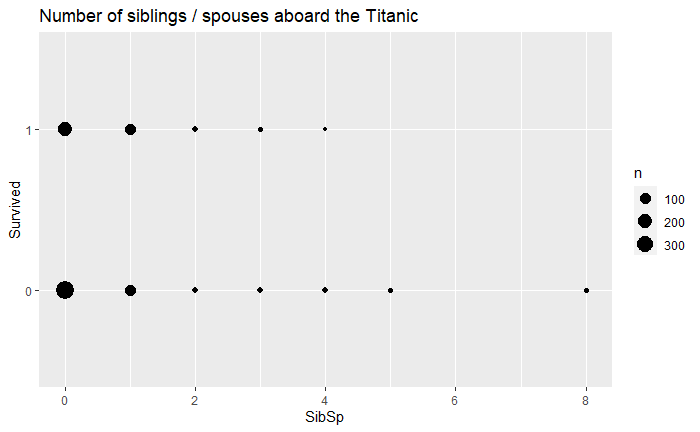 Number of siblings / spouses aboard the Titanic
Survived
1
0
0 2 4 6 8
SibSp
n
100
200
300